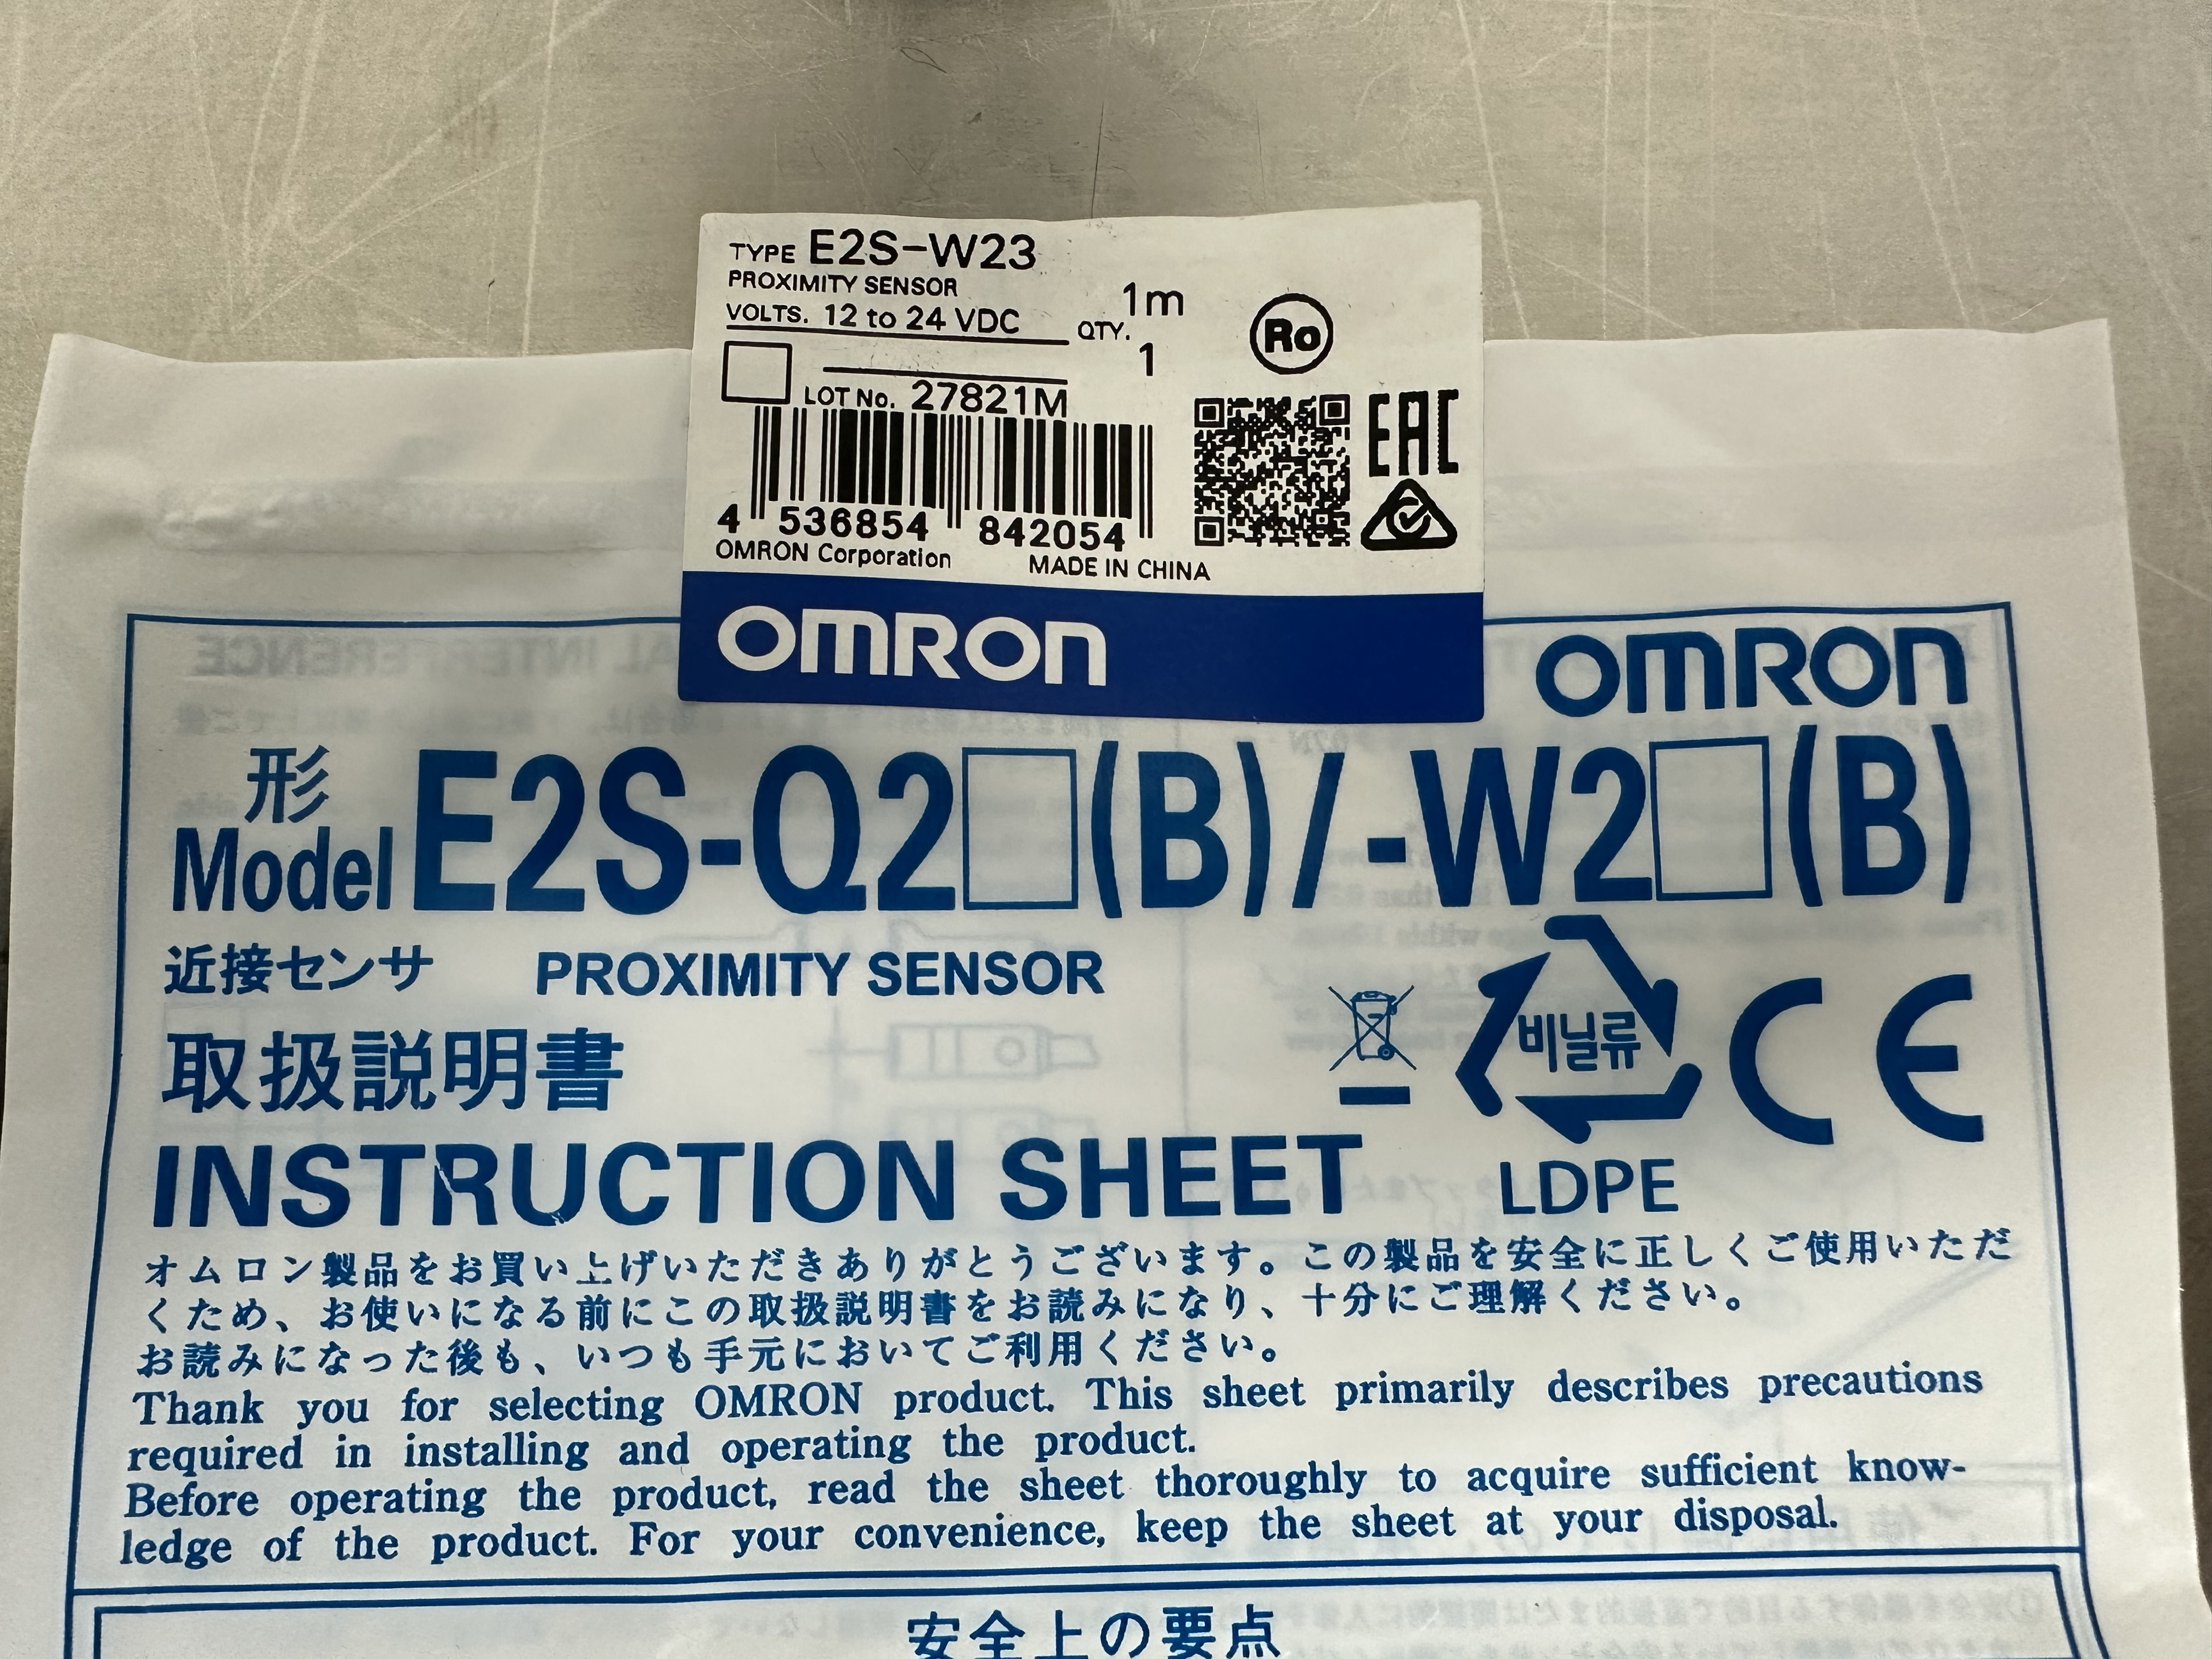 TYPE E2S-W23
PROXIMITY SENSOR
VOLTS. 12 to 24 VDC
1m
QTY.
1
Ro
LOT No. 27821M
EAC
4 536854 842054
OMRON Corporation MADE IN CHINA
OMRON
OMRON
形
Model E2S-Q2□(B)/-W2□(B)
近接センサ PROXIMITY SENSOR
取扱説明書
비닐류
CE
INSTRUCTION SHEET
LDPE
オムロン製品をお買い上げいただきありがとうございます。この製品を安全に正しくご使用いただ
くため、お使いになる前にこの取扱説明書をお読みになり、十分にご理解ください。
お読みになった後も、いつも手元においてご利用ください。
Thank you for selecting OMRON product. This sheet primarily describes precautions
required in installing and operating the product.
Before operating the product, read the sheet thoroughly to acquire sufficient know-
ledge of the product. For your convenience, keep the sheet at your disposal.
安全上の要点